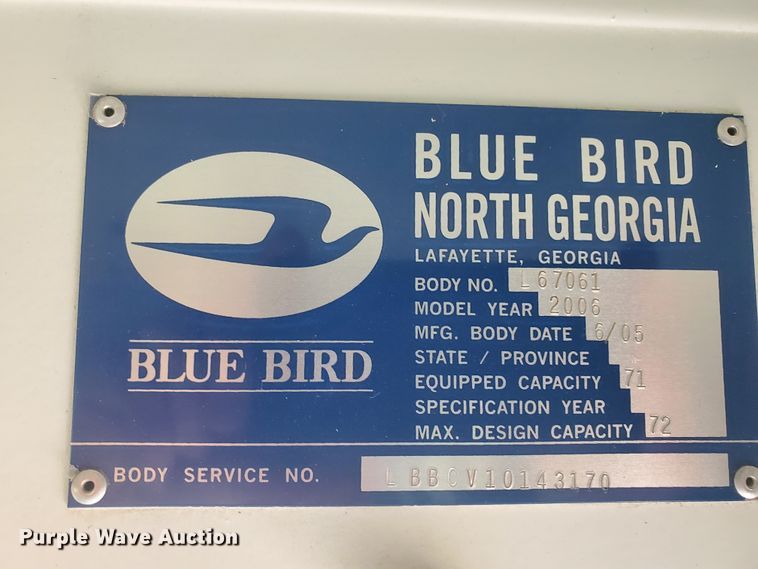 BLUE BIRD
BLUE BIRD
NORTH GEORGIA
LAFAYETTE, GEORGIA
BODY NO. L67061
MODEL YEAR 2006
MFG. BODY DATE 6/05
STATE / PROVINCE
EQUIPPED CAPACITY 71
SPECIFICATION YEAR
MAX. DESIGN CAPACITY 72
BODY SERVICE NO. LBBCV10143170
Purple Wave Auction